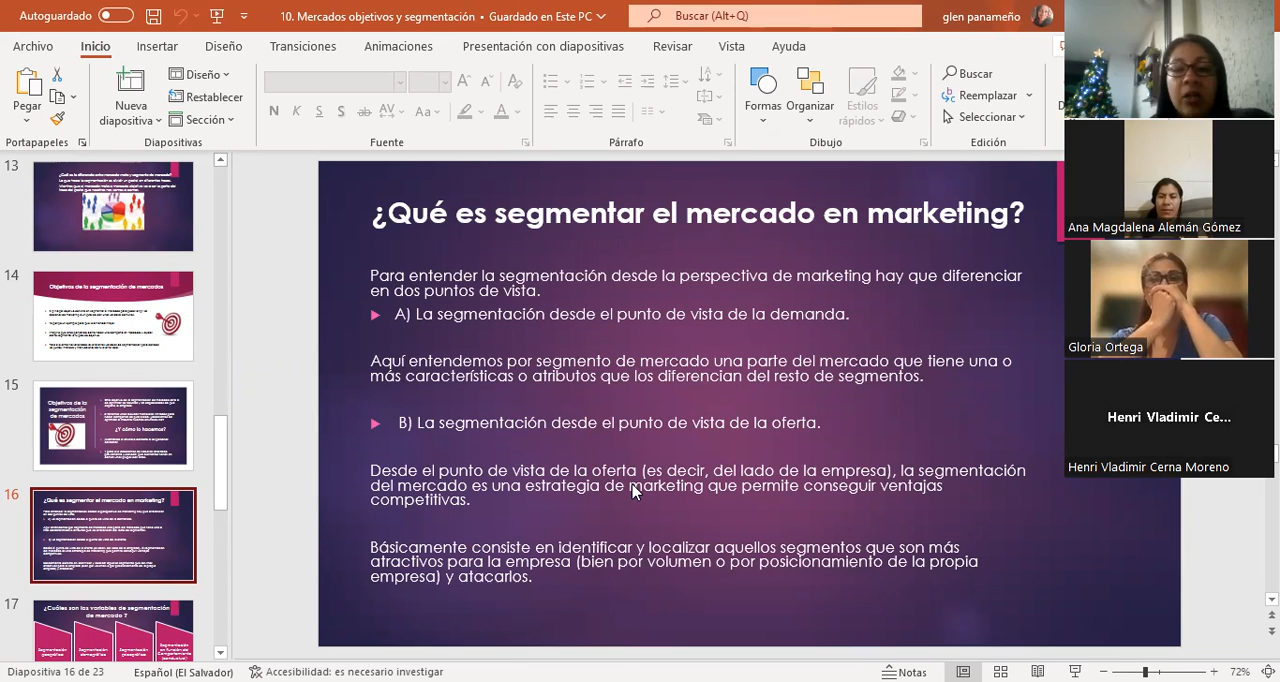 Autoguardado
10. Mercados objetivos y segmentación • Guardado en Este PC
Buscar (Alt+Q)
glen panameño
Archivo
Inicio
Insertar
Diseño
Transiciones
Animaciones
Presentación con diapositivas
Revisar
Vista
Ayuda
Pegar
Nueva
diapositiva
Diseño
Restablecer
Sección
Formas
Organizar
Estilos
rápidos
Buscar
Reemplazar
Seleccionar
Portapapeles
Diapositivas
Fuente
Párrafo
Dibujo
Edición
13
14
Objetivos de la segmentación de mercados
15
Objetivos de la
segmentación
de mercados
¿Y cómo lo hacemos?
16
¿Qué es segmentar el mercado en marketing?
17
¿Cuáles son las variables de segmentación
de mercado ?
Segmentación
geográfica
Segmentación
demográfica
Segmentación
¿Qué es segmentar el mercado en marketing?
Para entender la segmentación desde la perspectiva de marketing hay que diferenciar
en dos puntos de vista.
A) La segmentación desde el punto de vista de la demanda.
Aquí entendemos por segmento de mercado una parte del mercado que tiene una o
más características o atributos que los diferencian del resto de segmentos.
B) La segmentación desde el punto de vista de la oferta.
Desde el punto de vista de la oferta (es decir, del lado de la empresa), la segmentación
del mercado es una estrategia de marketing que permite conseguir ventajas
competitivas.
Básicamente consiste en identificar y localizar aquellos segmentos que son más
atractivos para la empresa (bien por volumen o por posicionamiento de la propia
empresa) y atacarlos.
Ana Magdalena Alemán Gómez
Gloria Ortega
Henri Vladimir Ce...
Henri Vladimir Cerna Moreno
Diapositiva 16 de 23
Español (El Salvador)
Accesibilidad: es necesario investigar
Notas
72%